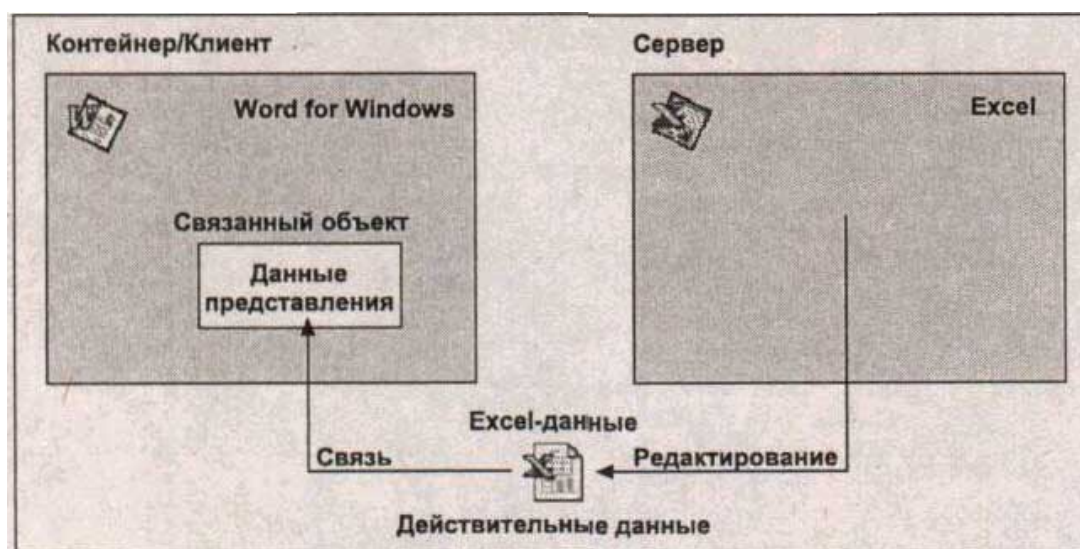 Контейнер/Клиент
Сервер
Word for Windows
Excel
Связанный объект
Данные
представления
Excel-данные
Связь
Редактирование
Действительные данные